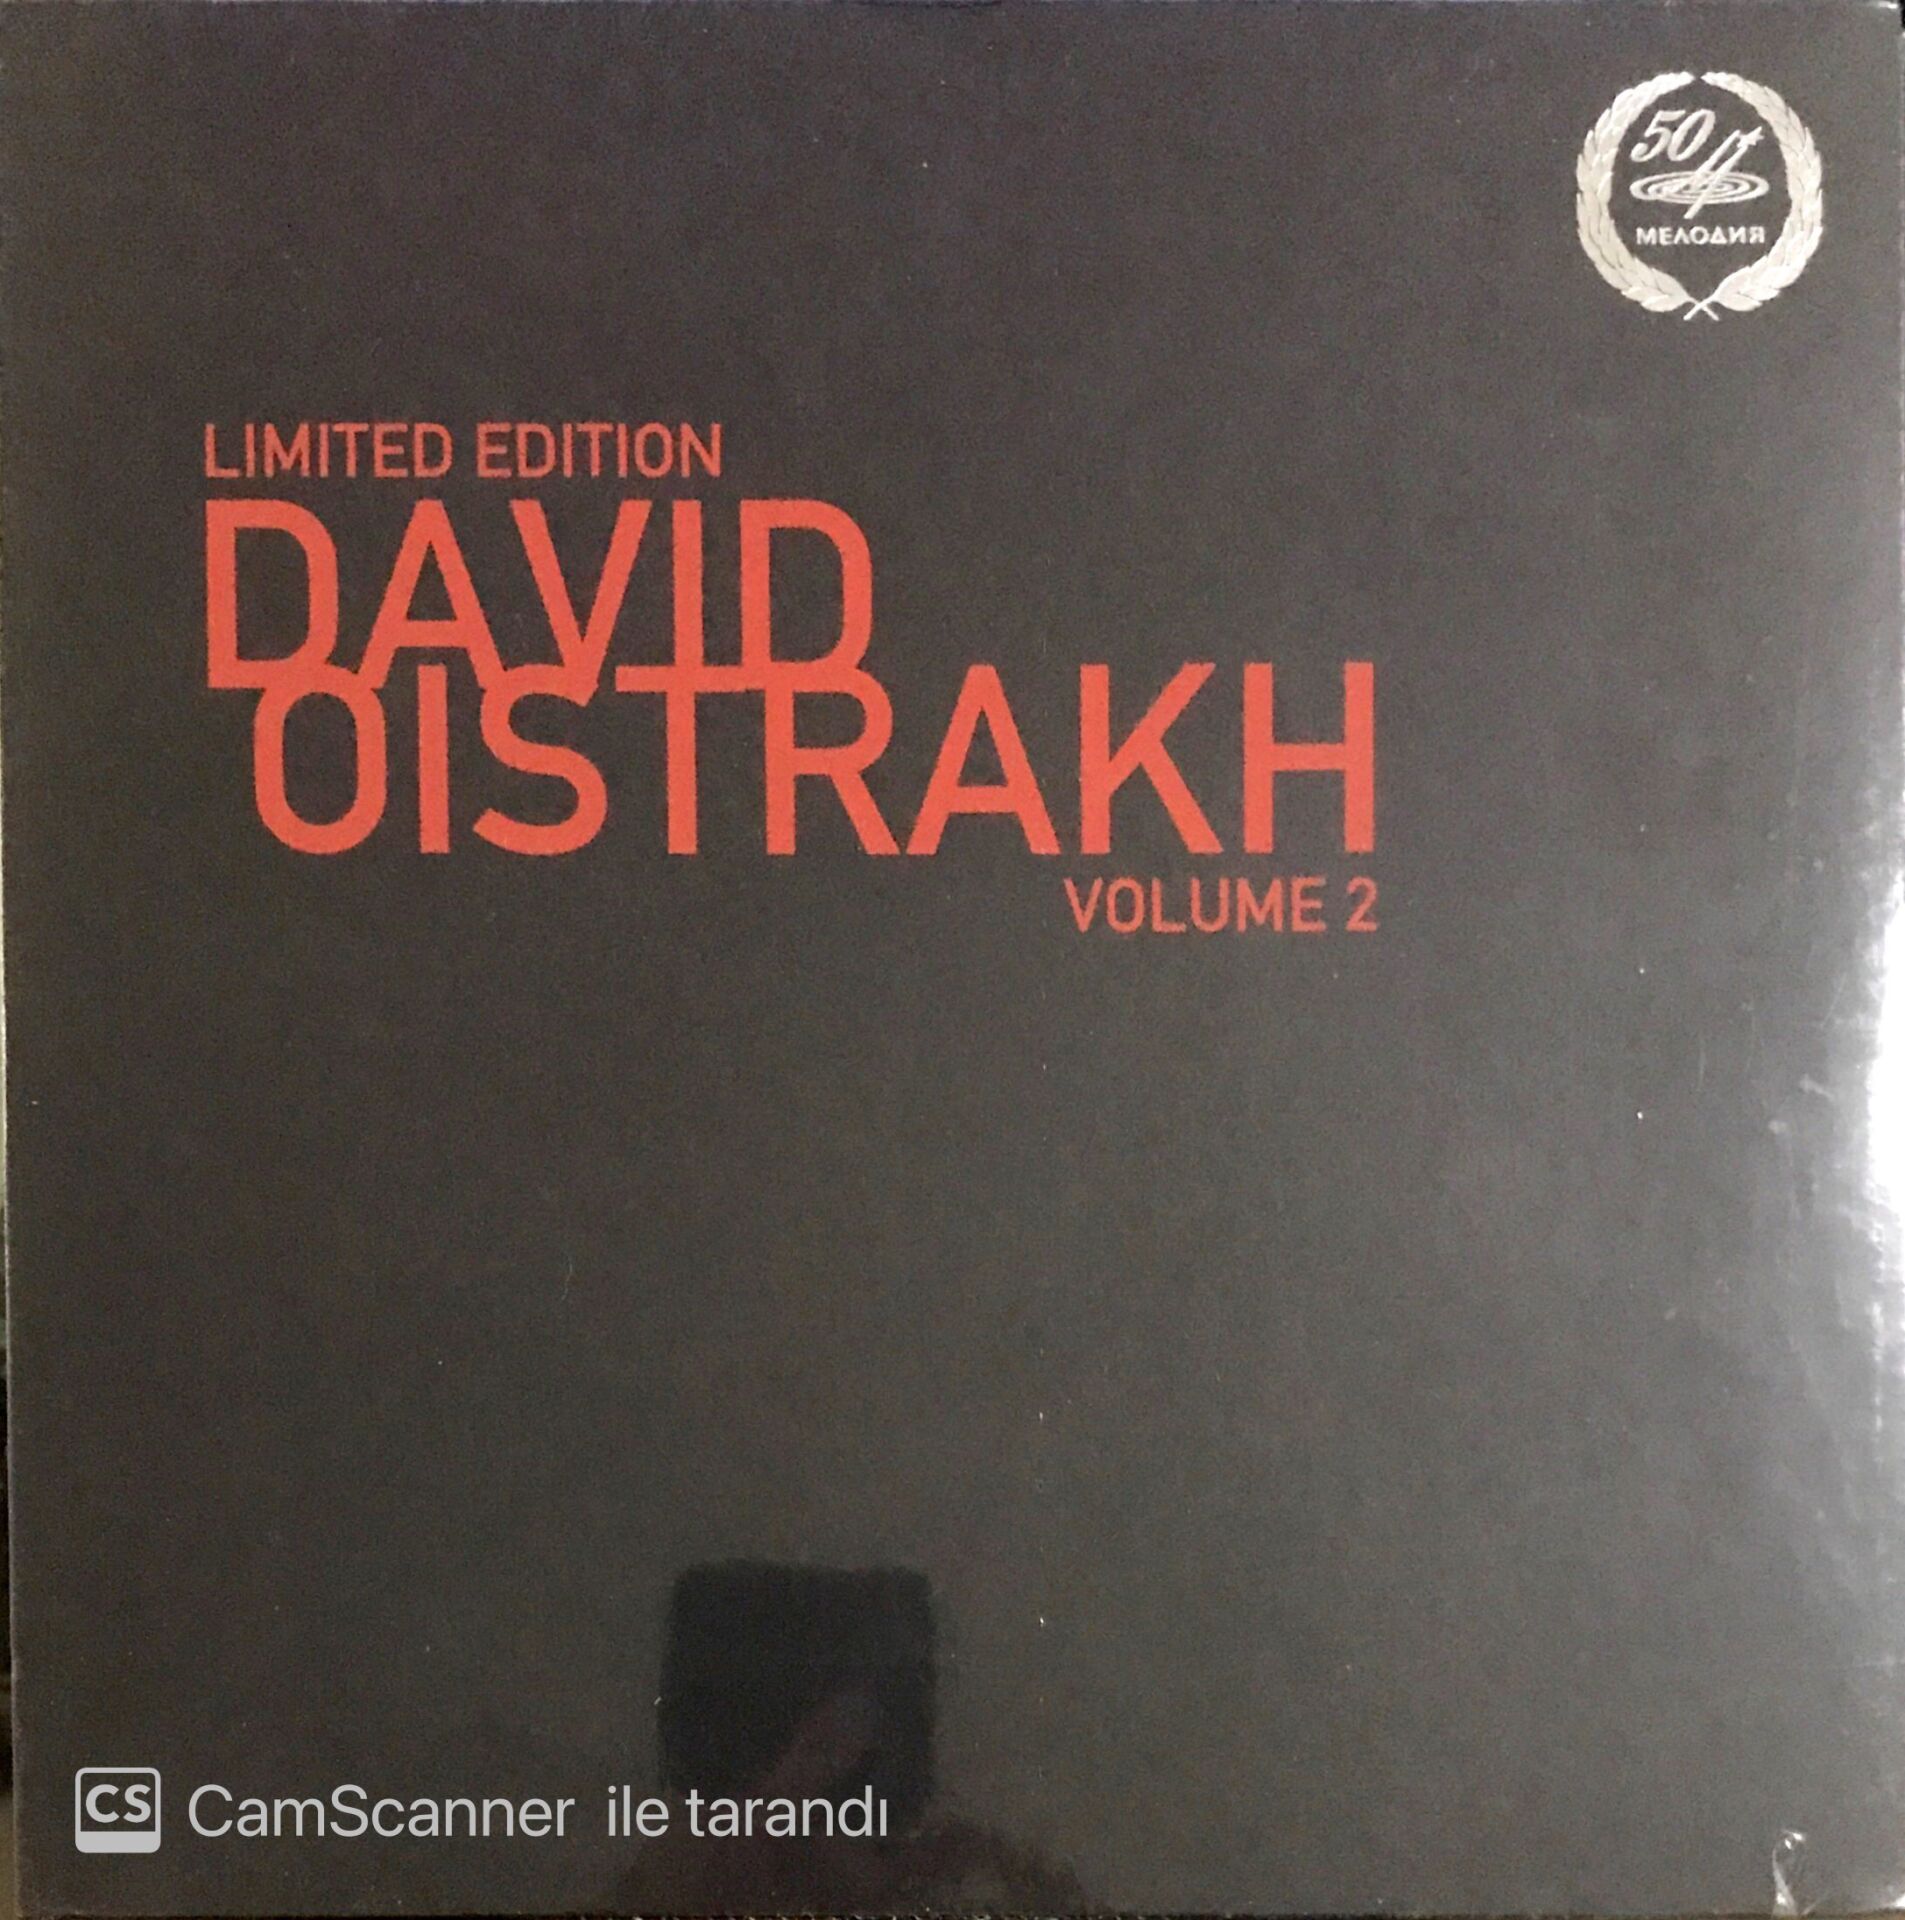 50
МЕЛОДИЯ
LIMITED EDITION
DAVID
OISTRAKH
VOLUME 2
CS CamScanner ile tarandı